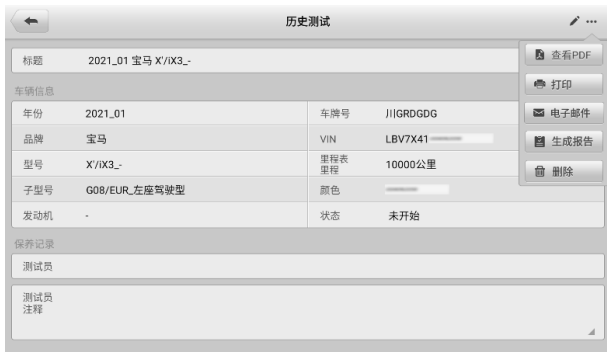 历史测试
标题 2021_01 宝马 X'/iX3_-
查看PDF
车辆信息
打印
年份 2021_01 车牌号 川GRDGDG
电子邮件
品牌 宝马 VIN LBV7X41
生成报告
型号 X'/iX3_- 里程表里程 10000公里
删除
子型号 G08/EUR_左座驾驶型 颜色
发动机 - 状态 未开始
保养记录
测试员
测试员
注释